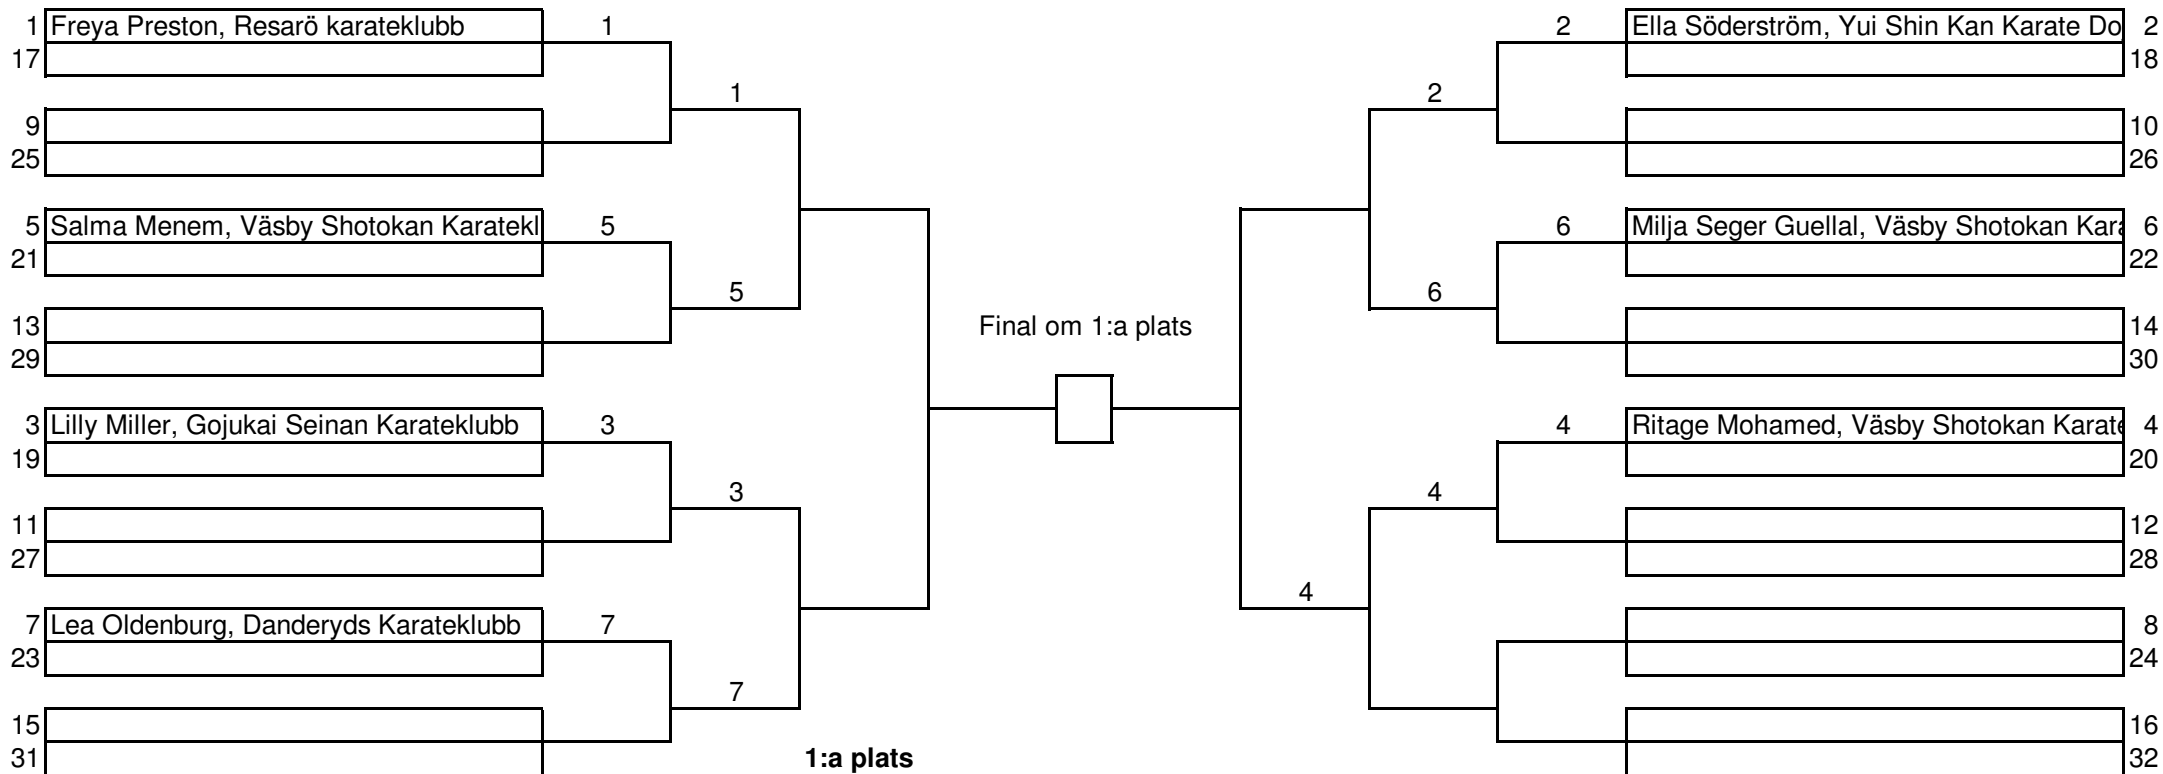 1 Freya Preston, Resarö karateklubb 1 2 Ella Söderström, Yui Shin Kan Karate Do 2
17 18
1 2
9 10
25 26
5 Salma Menem, Väsby Shotokan Karatekl 5 6 Milja Seger Guellal, Väsby Shotokan Kara 6
21 22
5 6
13 Final om 1:a plats 14
29 30
3 Lilly Miller, Gojukai Seinan Karateklubb 3 4 Ritage Mohamed, Väsby Shotokan Karate 4
19 20
3 4
11 12
27 28
4
7 Lea Oldenburg, Danderyds Karateklubb 7 8
23 24
7
15 16
31 1:a plats 32